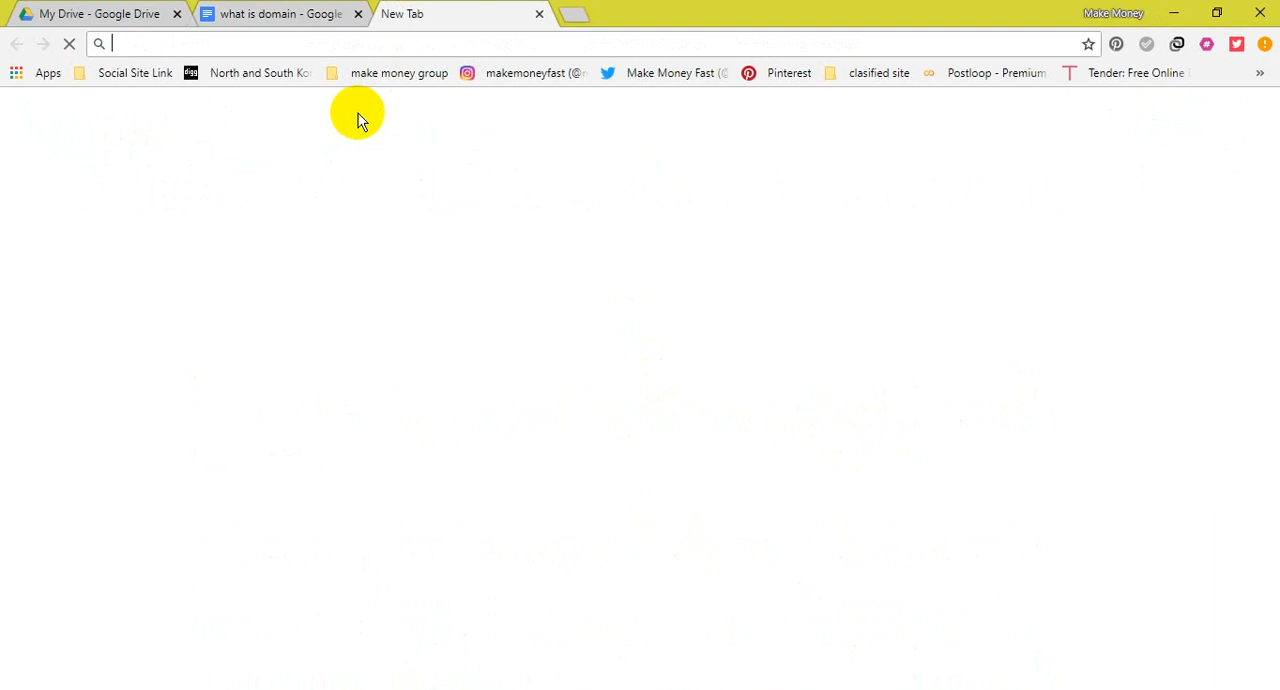 My Drive - Google Drive what is domain - Google New Tab Make Money
Apps Social Site Link digg North and South Ko make money group makemoneyfast (@ Make Money Fast (@ Pinterest clasified site Postloop - Premium Tender: Free Online »